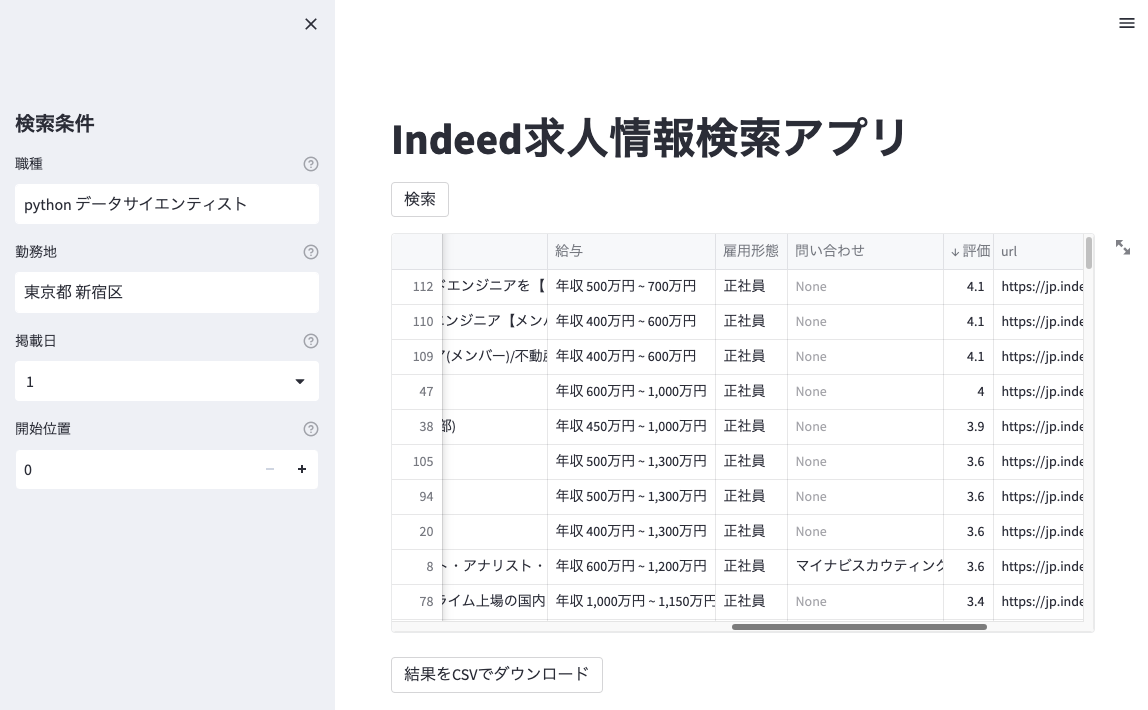 検索条件
職種
python データサイエンティスト
勤務地
東京都 新宿区
掲載日
1
開始位置
0
Indeed求人情報検索アプリ
検索
給与 雇用形態 問い合わせ ↓ 評価 url
112 ドエンジニアを【 年収 500万円 ~ 700万円 正社員 None 4.1 https://jp.inde
110 エンジニア【メンバ 年収 400万円 ~ 600万円 正社員 None 4.1 https://jp.inde
109 ア(メンバー)/不動産 年収 400万円 ~ 600万円 正社員 None 4.1 https://jp.inde
47 年収 600万円 ~ 1,000万円 正社員 None 4 https://jp.inde
38 部) 年収 450万円 ~ 1,000万円 正社員 None 3.9 https://jp.inde
105 年収 500万円 ~ 1,300万円 正社員 None 3.6 https://jp.inde
94 年収 500万円 ~ 1,300万円 正社員 None 3.6 https://jp.inde
20 年収 400万円 ~ 1,300万円 正社員 None 3.6 https://jp.inde
8 ト・アナリスト・ 年収 600万円 ~ 1,200万円 正社員 マイナビスカウティング 3.6 https://jp.inde
78 ライム上場の国内 年収 1,000万円 ~ 1,150万円 正社員 None 3.4 https://jp.inde
結果をCSVでダウンロード